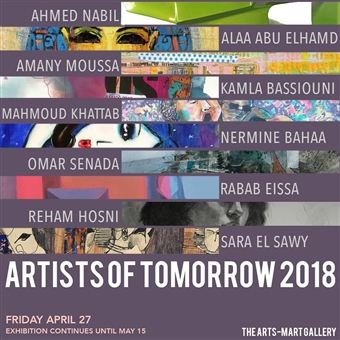 AHMED NABIL
ALAA ABU ELHAMD
AMANY MOUSSA
KAMLA BASSIOUNI
MAHMOUD KHATTAB
NERMINE BAHAA
OMAR SENADA
RABAB EISSA
REHAM HOSNI
SARA EL SAWY
ARTISTS OF TOMORROW 2018
FRIDAY APRIL 27
EXHIBITION CONTINUES UNTIL MAY 15
THE ARTS-MART GALLERY